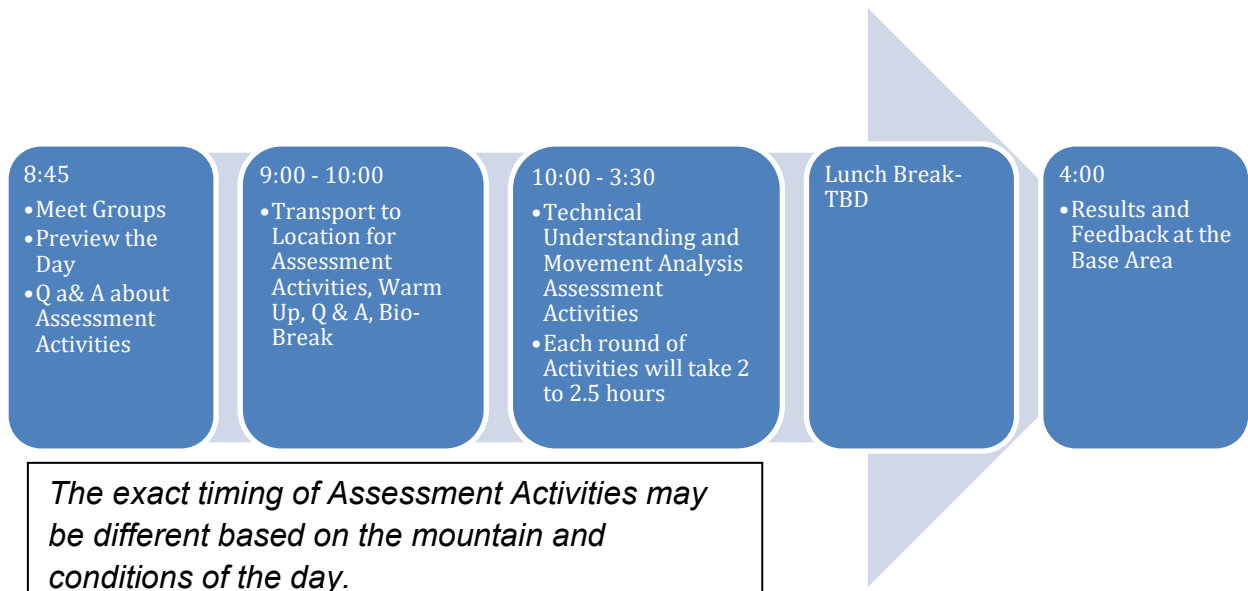 8:45
•Meet Groups
•Preview the
Day
•Q a& A about
Assessment
Activities
9:00 - 10:00
•Transport to
Location for
Assessment
Activities, Warm
Up, Q & A, Bio-
Break
10:00 - 3:30
•Technical
Understanding and
Movement Analysis
Assessment
Activities
•Each round of
Activities will take 2
to 2.5 hours
Lunch Break-
TBD
4:00
•Results and
Feedback at the
Base Area
The exact timing of Assessment Activities may
be different based on the mountain and
conditions of the day.